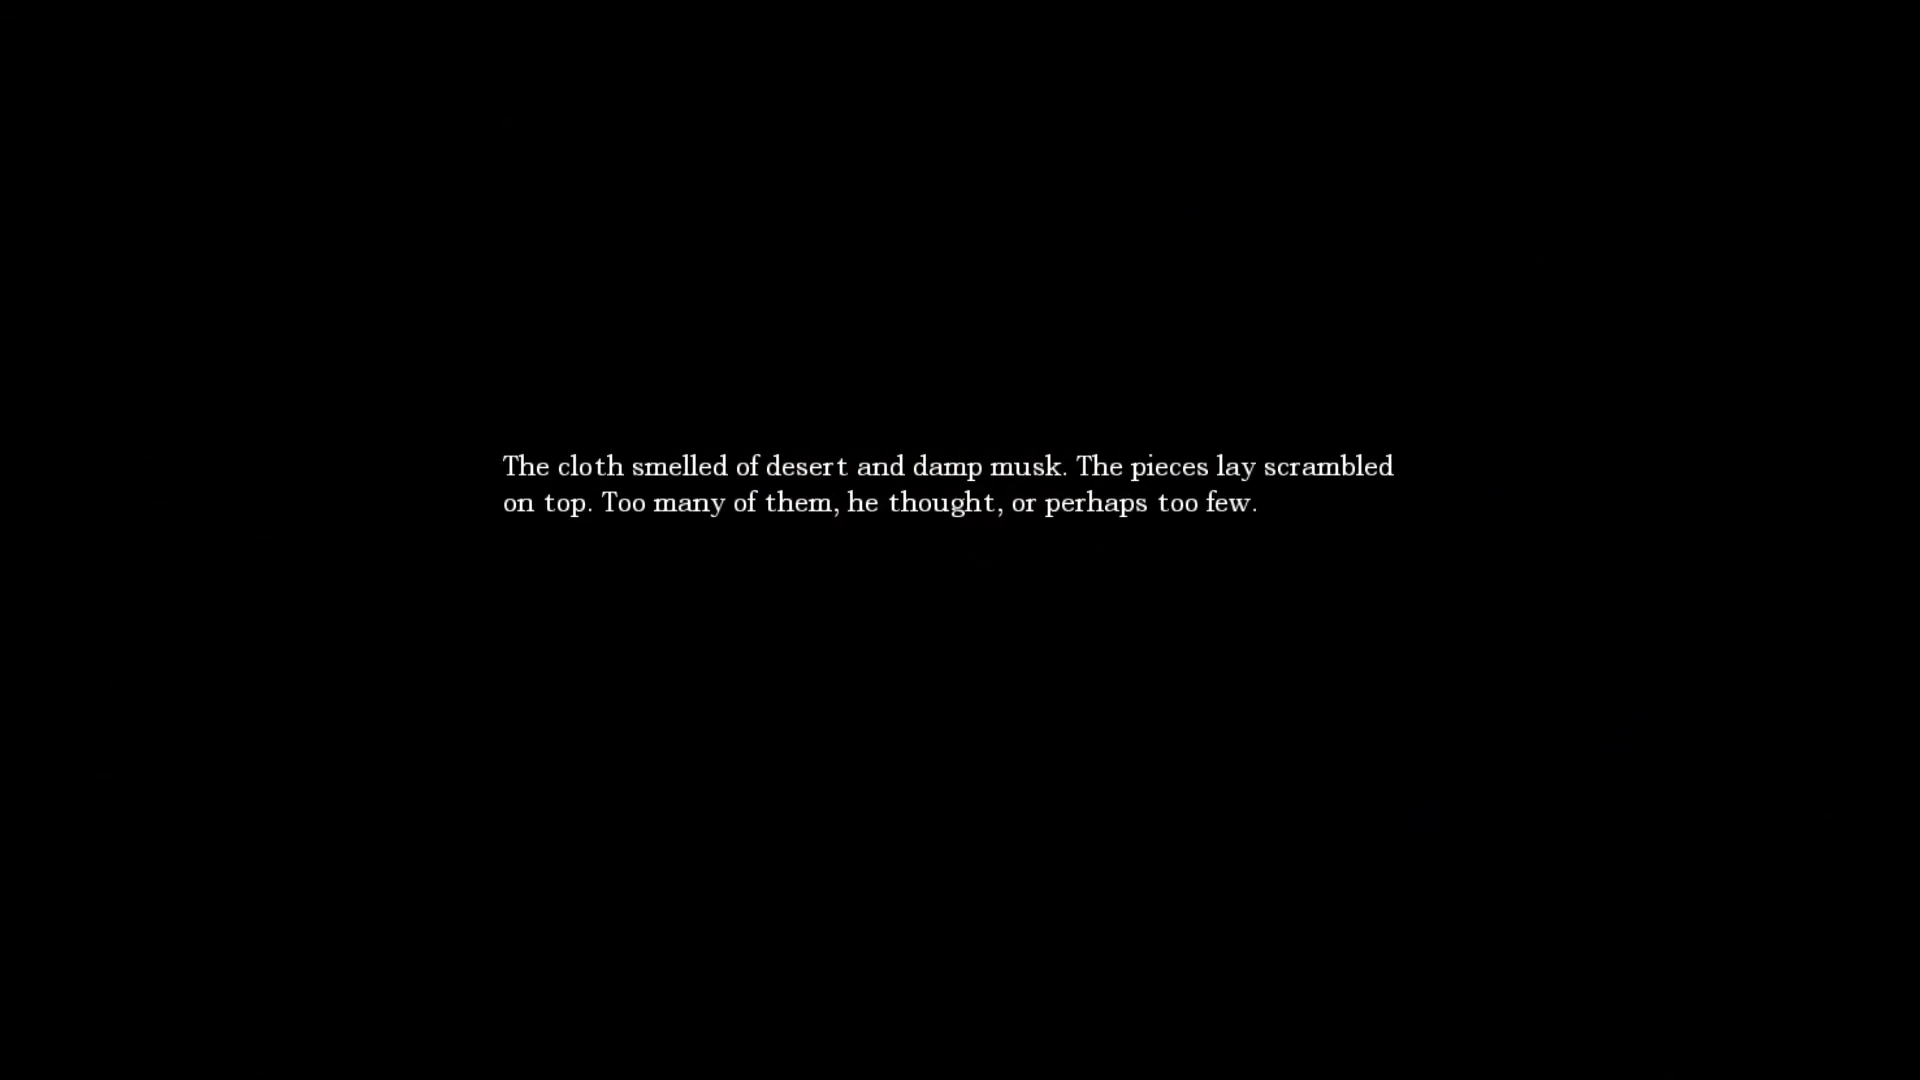 The cloth smelled of desert and damp musk. The pieces lay scrambled
on top. Too many of them, he thought, or perhaps too few.